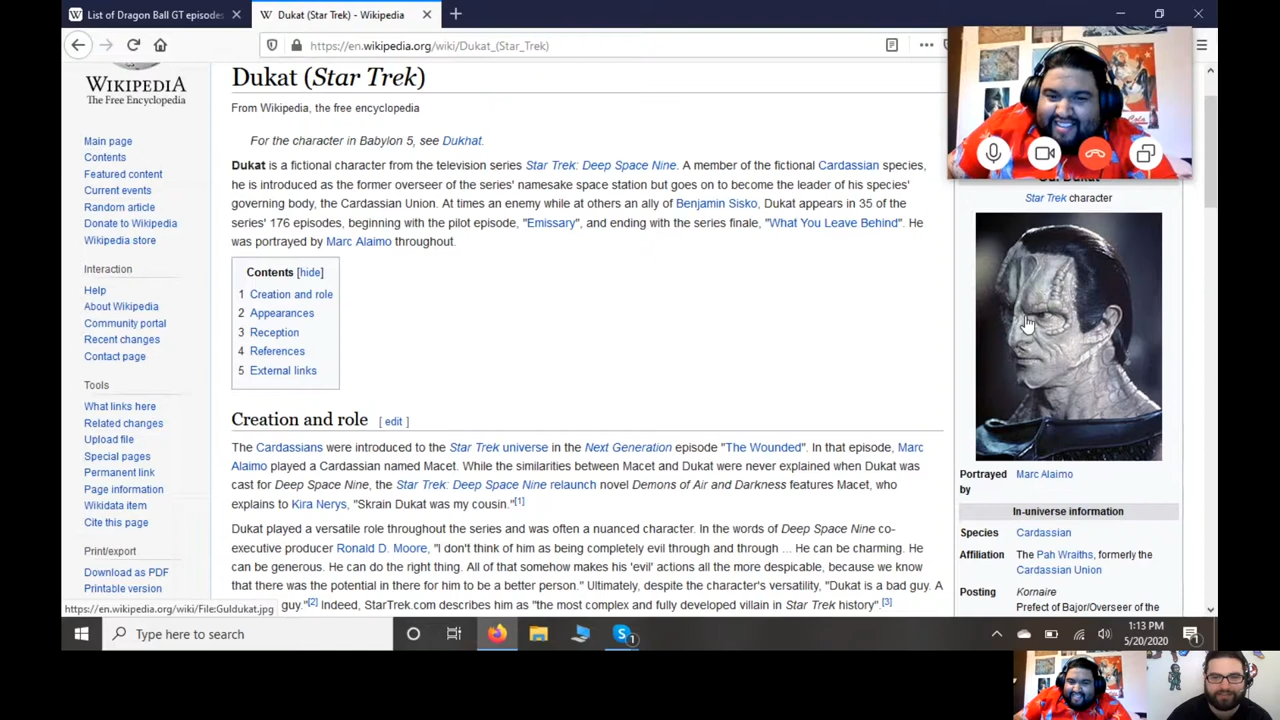 List of Dragon Ball GT episodes
Dukat (Star Trek) - Wikipedia
https://en.wikipedia.org/wiki/Dukat_(Star_Trek)
WIKIPEDIA
The Free Encyclopedia
Main page
Contents
Featured content
Current events
Random article
Donate to Wikipedia
Wikipedia store
Interaction
Help
About Wikipedia
Community portal
Recent changes
Contact page
Tools
What links here
Related changes
Upload file
Special pages
Permanent link
Page information
Wikidata item
Cite this page
Print/export
Download as PDF
Printable version
https://en.wikipedia.org/wiki/File:Guldukat.jpg
Dukat (Star Trek)
From Wikipedia, the free encyclopedia
For the character in Babylon 5, see Dukhat.
Dukat is a fictional character from the television series Star Trek: Deep Space Nine. A member of the fictional Cardassian species,
he is introduced as the former overseer of the series' namesake space station but goes on to become the leader of his species'
governing body, the Cardassian Union. At times an enemy while at others an ally of Benjamin Sisko, Dukat appears in 35 of the
series' 176 episodes, beginning with the pilot episode, "Emissary", and ending with the series finale, "What You Leave Behind". He
was portrayed by Marc Alaimo throughout.
Contents [hide]
1 Creation and role
2 Appearances
3 Reception
4 References
5 External links
Creation and role [ edit ]
The Cardassians were introduced to the Star Trek universe in the Next Generation episode "The Wounded". In that episode, Marc
Alaimo played a Cardassian named Macet. While the similarities between Macet and Dukat were never explained when Dukat was
cast for Deep Space Nine, the Star Trek: Deep Space Nine relaunch novel Demons of Air and Darkness features Macet, who
explains to Kira Nerys, "Skrain Dukat was my cousin."[1]
Dukat played a versatile role throughout the series and was often a nuanced character. In the words of Deep Space Nine co-
executive producer Ronald D. Moore, "I don't think of him as being completely evil through and through ... He can be charming. He
can be generous. He can do the right thing. All of that somehow makes his 'evil' actions all the more despicable, because we know
that there was the potential in there for him to be a better person." Ultimately, despite the character's versatility, "Dukat is a bad guy. A
guy."[2] Indeed, StarTrek.com describes him as "the most complex and fully developed villain in Star Trek history".[3]
Star Trek character
Portrayed by Marc Alaimo
In-universe information
Species Cardassian
Affiliation The Pah Wraiths, formerly the
Cardassian Union
Posting Kornaire
Prefect of Bajor/Overseer of the
Type here to search
1
1:13 PM
5/20/2020
1